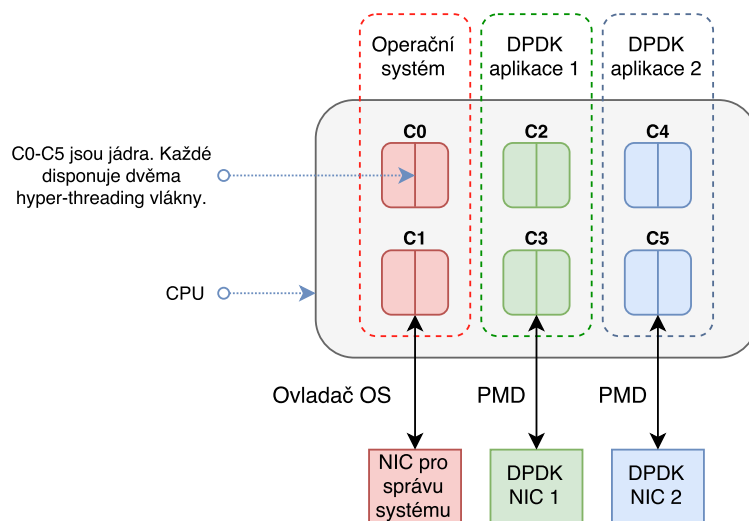 Operační
systém
DPDK
aplikace 1
DPDK
aplikace 2
C0
C2
C4
C0-C5 jsou jádra. Každé
disponuje dvěma
hyper-threading vlákny.
C1
C3
C5
CPU
Ovladač OS
PMD
PMD
NIC pro
správu
systému
DPDK
NIC 1
DPDK
NIC 2